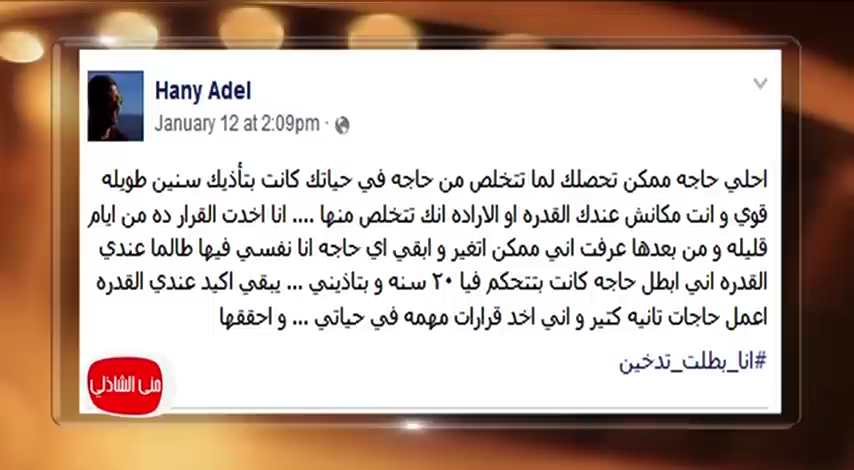 Hany Adel
January 12 at 2:09pm ·
احلي حاجه ممكن تحصلك لما تتخلص من حاجه في حياتك كانت بتأذيك سنين طويله
قوي و انت مكانش عندك القدره او الاراده انك تتخلص منها .... انا اخدت القرار ده من ايام
قليله و من بعدها عرفت اني ممكن اتغير و ابقي اي حاجه انا نفسي فيها طالما عندي
القدره اني ابطل حاجه كانت بتتحكم فيا ٢٠ سنه و بتاذيني ... يبقي اكيد عندي القدره
اعمل حاجات تانيه كتير و اني اخد قرارات مهمه في حياتي ... و احققها
#انا_بطلت_تدخين
منى الشاذلي